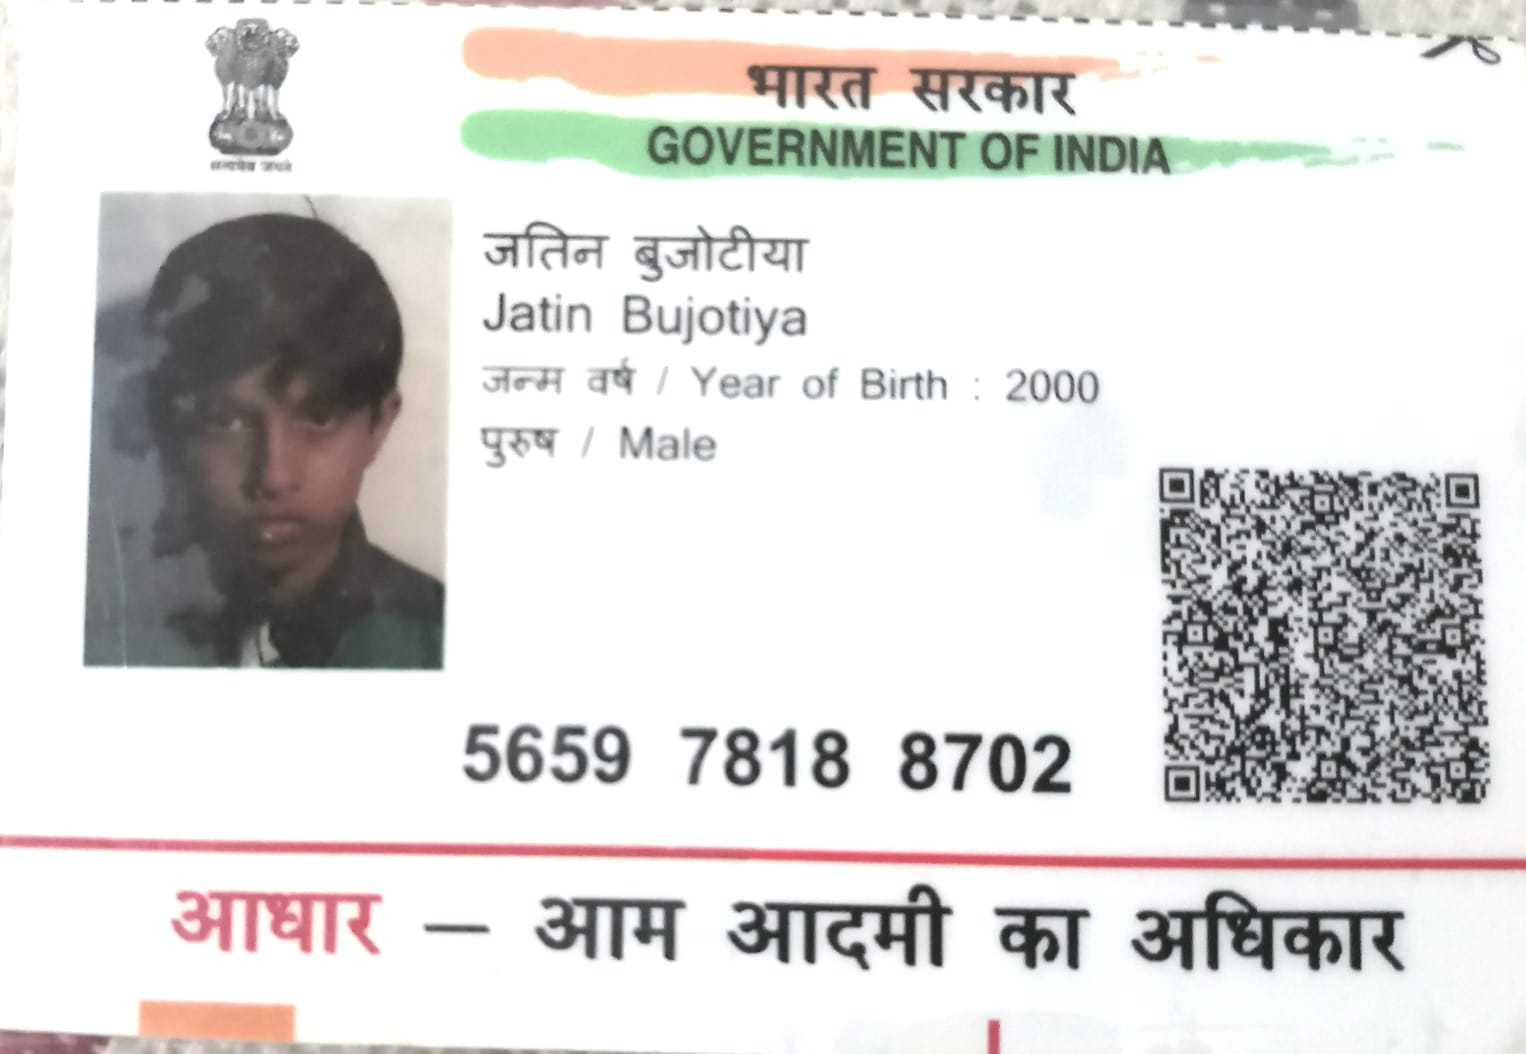 भारत सरकार
GOVERNMENT OF INDIA
सत्यमेव जयते
जतिन बुजोटीया
Jatin Bujotiya
जन्म वर्ष / Year of Birth : 2000
पुरुष / Male
5659 7818 8702
आधार – आम आदमी का अधिकार